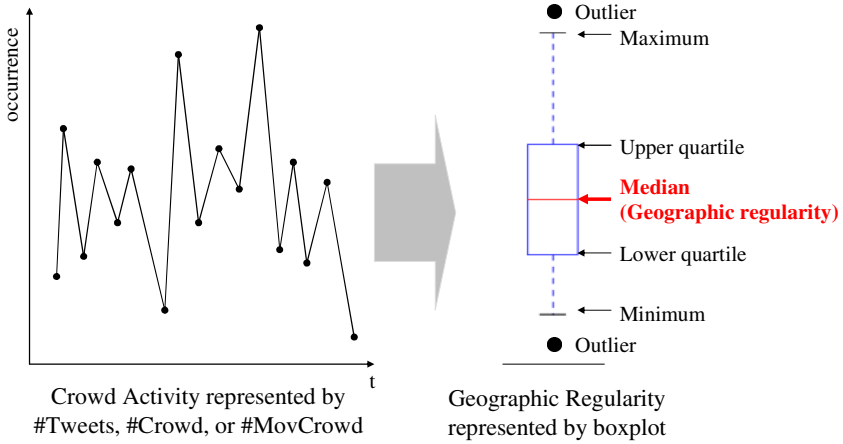 occurrence
t
Crowd Activity represented by
#Tweets, #Crowd, or #MovCrowd
Outlier
Maximum
Upper quartile
Median
(Geographic regularity)
Lower quartile
Minimum
Outlier
Geographic Regularity
represented by boxplot